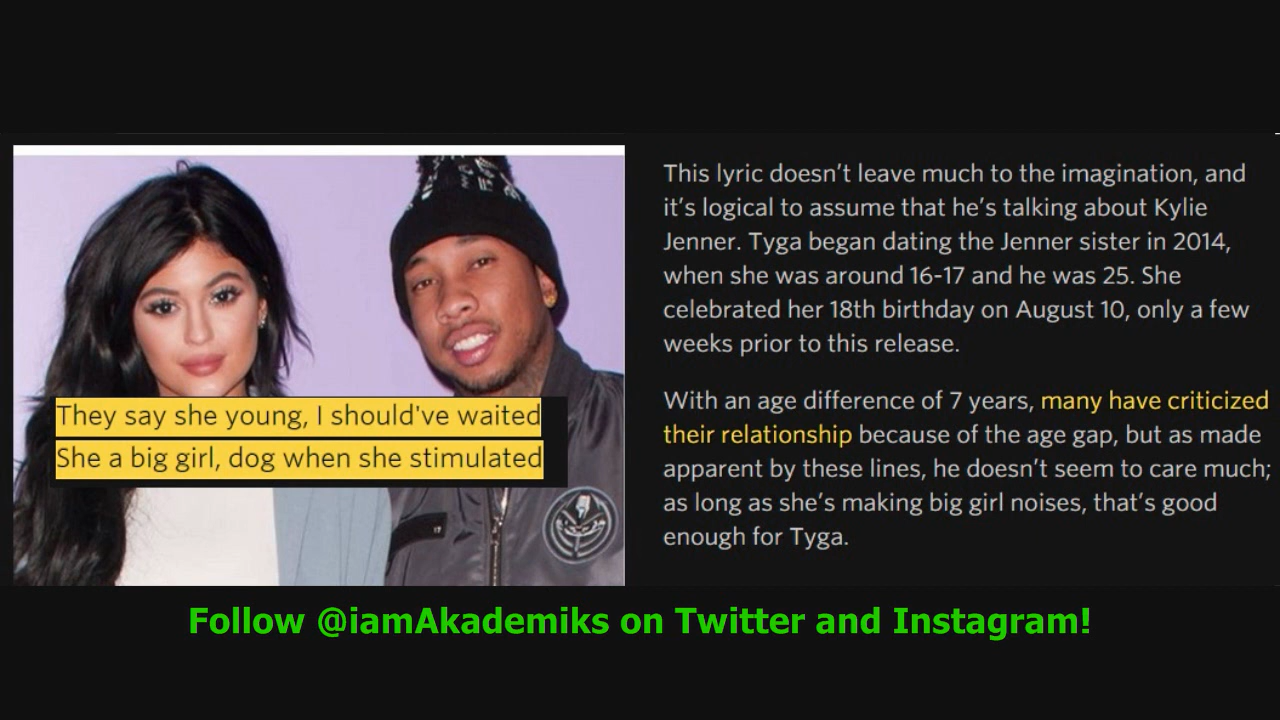 They say she young, I should've waited
She a big girl, dog when she stimulated
This lyric doesn't leave much to the imagination, and
it's logical to assume that he's talking about Kylie
Jenner. Tyga began dating the Jenner sister in 2014,
when she was around 16-17 and he was 25. She
celebrated her 18th birthday on August 10, only a few
weeks prior to this release.
With an age difference of 7 years, many have criticized
their relationship because of the age gap, but as made
apparent by these lines, he doesn't seem to care much;
as long as she's making big girl noises, that's good
enough for Tyga.
Follow @iamAkademiks on Twitter and Instagram!